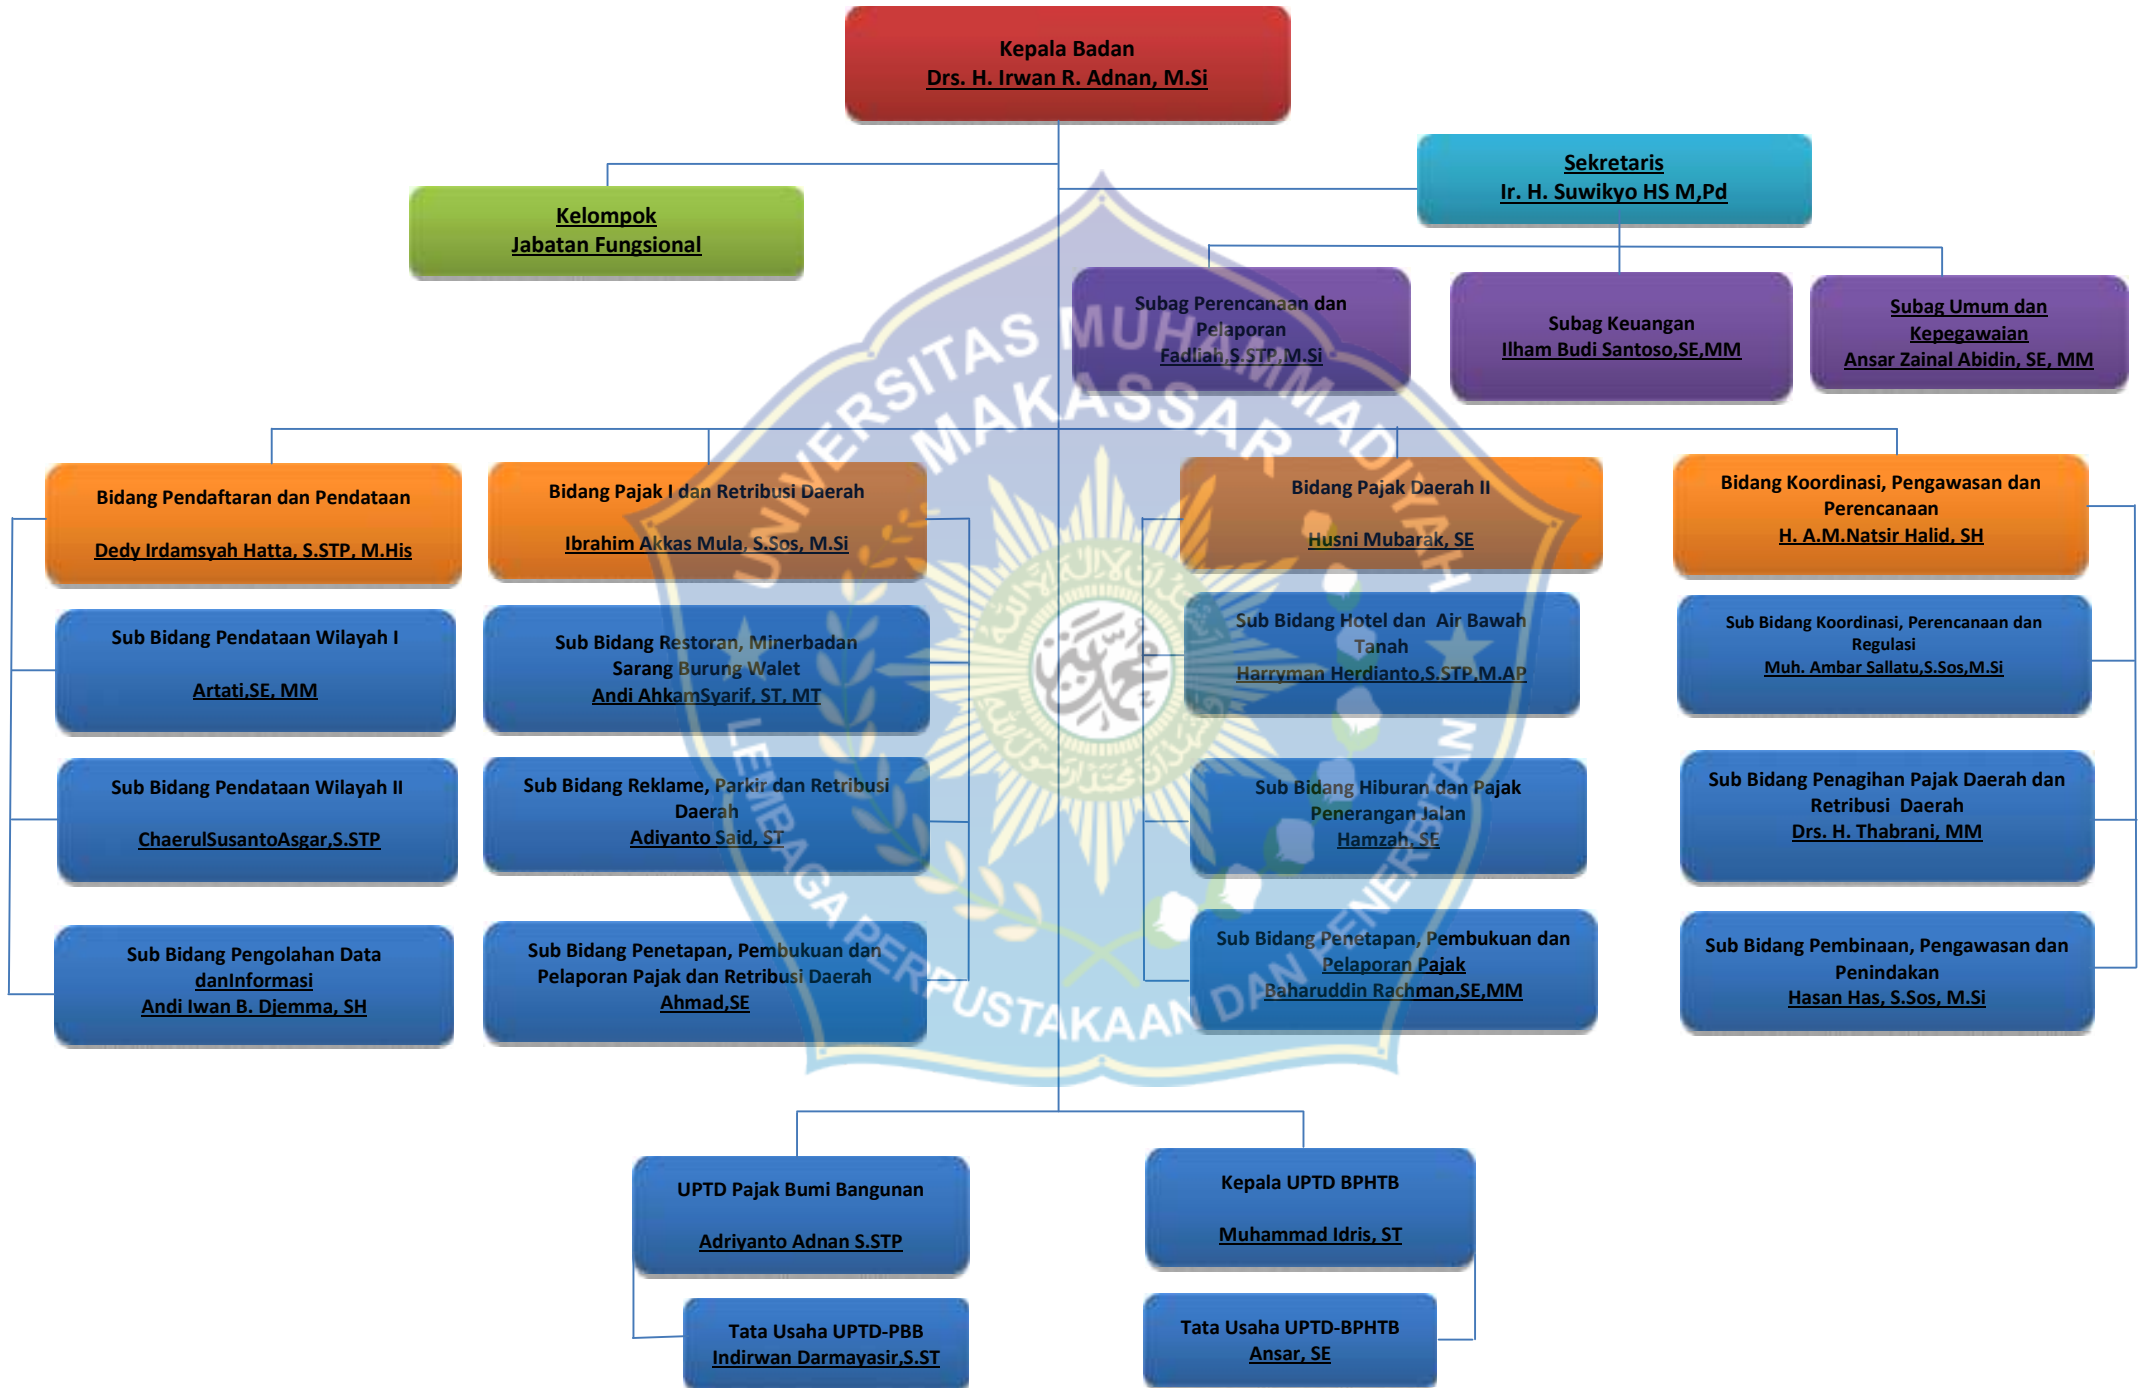 Kepala Badan
Drs. H. Irwan R. Adnan, M.Si
Sekretaris
Ir. H. Suwikyo HS M,Pd
Kelompok
Jabatan Fungsional
Subag Perencanaan dan
Pelaporan
Fadliah,S.STP,M.Si
Subag Keuangan
Ilham Budi Santoso,SE,MM
Subag Umum dan
Kepegawaian
Ansar Zainal Abidin, SE, MM
UNIVERSITAS MUHAMMADIYAH
MAKASSAR
LEMBAGA PERPUSTAKAAN DAN PENERBITAN
Bidang Pendaftaran dan Pendataan
Dedy Irdamsyah Hatta, S.STP, M.His
Bidang Pajak I dan Retribusi Daerah
Ibrahim Akkas Mula, S.Sos, M.Si
Bidang Pajak Daerah II
Husni Mubarak, SE
Bidang Koordinasi, Pengawasan dan
Perencanaan
H. A.M.Natsir Halid, SH
Sub Bidang Pendataan Wilayah I
Artati,SE, MM
Sub Bidang Restoran, Minerbadan
Sarang Burung Walet
Andi AhkamSyarif, ST, MT
Sub Bidang Hotel dan  Air Bawah
Tanah
Harryman Herdianto,S.STP,M.AP
Sub Bidang Koordinasi, Perencanaan dan
Regulasi
Muh. Ambar Sallatu,S.Sos,M.Si
Sub Bidang Pendataan Wilayah II
ChaerulSusantoAsgar,S.STP
Sub Bidang Reklame, Parkir dan Retribusi
Daerah
Adiyanto Said, ST
Sub Bidang Hiburan dan Pajak
Penerangan Jalan
Hamzah. SE
Sub Bidang Penagihan Pajak Daerah dan
Retribusi  Daerah
Drs. H. Thabrani, MM
Sub Bidang Pengolahan Data
danInformasi
Andi Iwan B. Djemma, SH
Sub Bidang Penetapan, Pembukuan dan
Pelaporan Pajak dan Retribusi Daerah
Ahmad,SE
Sub Bidang Penetapan, Pembukuan dan
Pelaporan Pajak
Baharuddin Rachman,SE,MM
Sub Bidang Pembinaan, Pengawasan dan
Penindakan
Hasan Has, S.Sos, M.Si
UPTD Pajak Bumi Bangunan
Adriyanto Adnan S.STP
Kepala UPTD BPHTB
Muhammad Idris, ST
Tata Usaha UPTD-PBB
Indirwan Darmayasir,S.ST
Tata Usaha UPTD-BPHTB
Ansar, SE